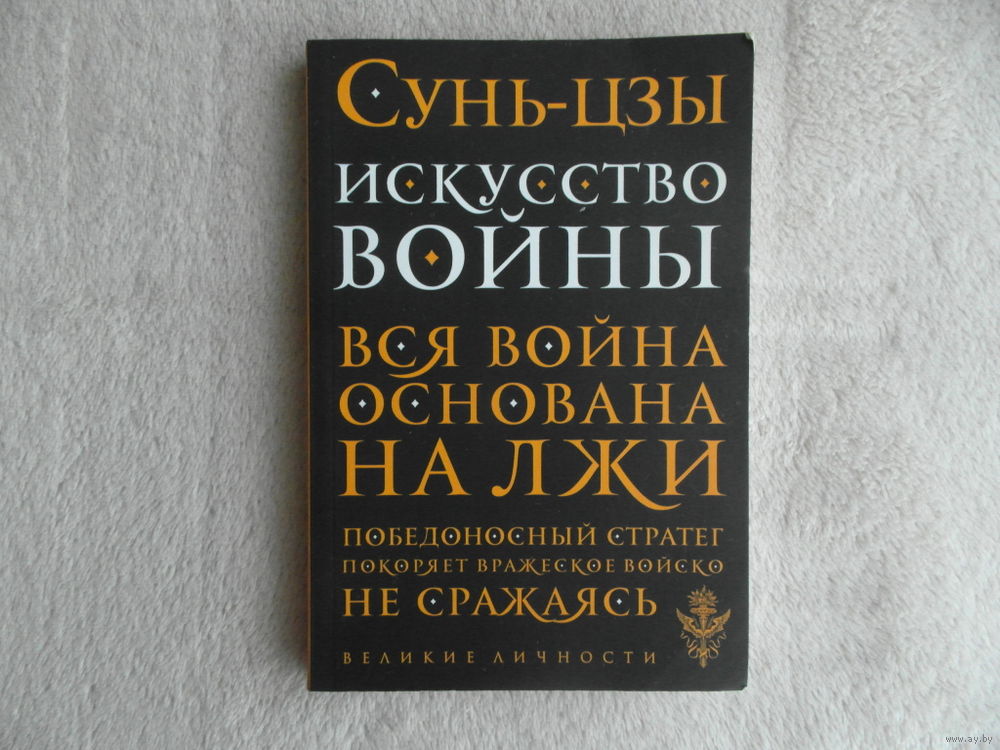 Сунь-цзы
искусство
войны
вся война
основана
на лжи
победоносный стратег
покоряет вражеское войско
не сражаясь
великие личности
www.ay.by